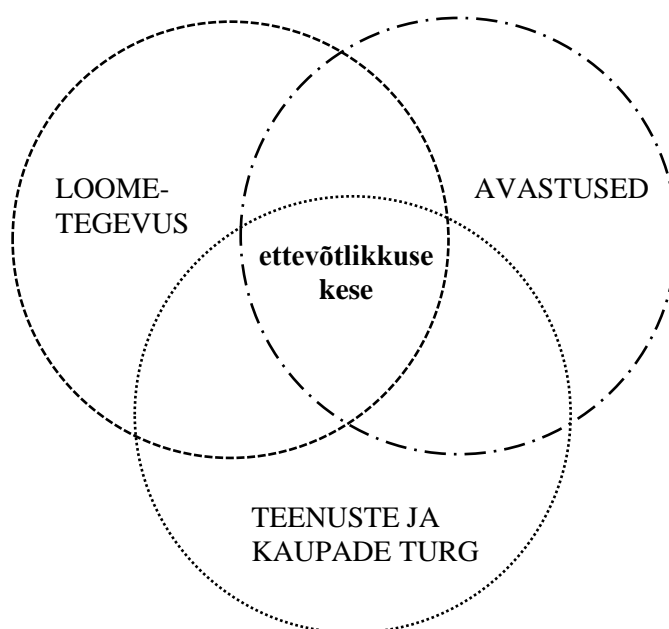 LOOME-
TEGEVUS
AVASTUSED
ettevõtlikkuse
kese
TEENUSTE JA
KAUPADE TURG